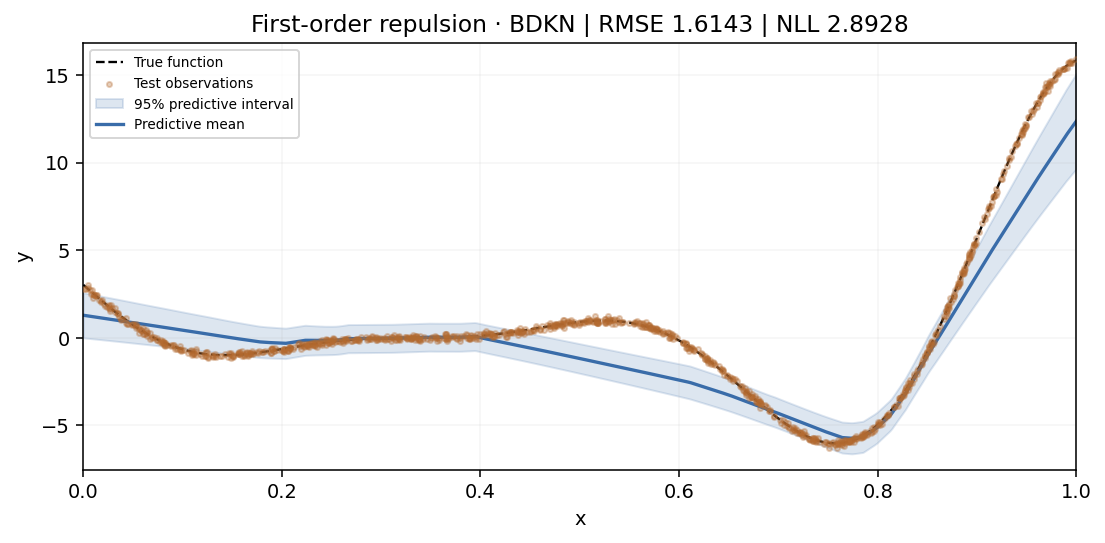 First-order repulsion · BDKN | RMSE 1.6143 | NLL 2.8928
True function
Test observations
95% predictive interval
Predictive mean
y
15
10
5
0
−5
0.0 0.2 0.4 0.6 0.8 1.0
x